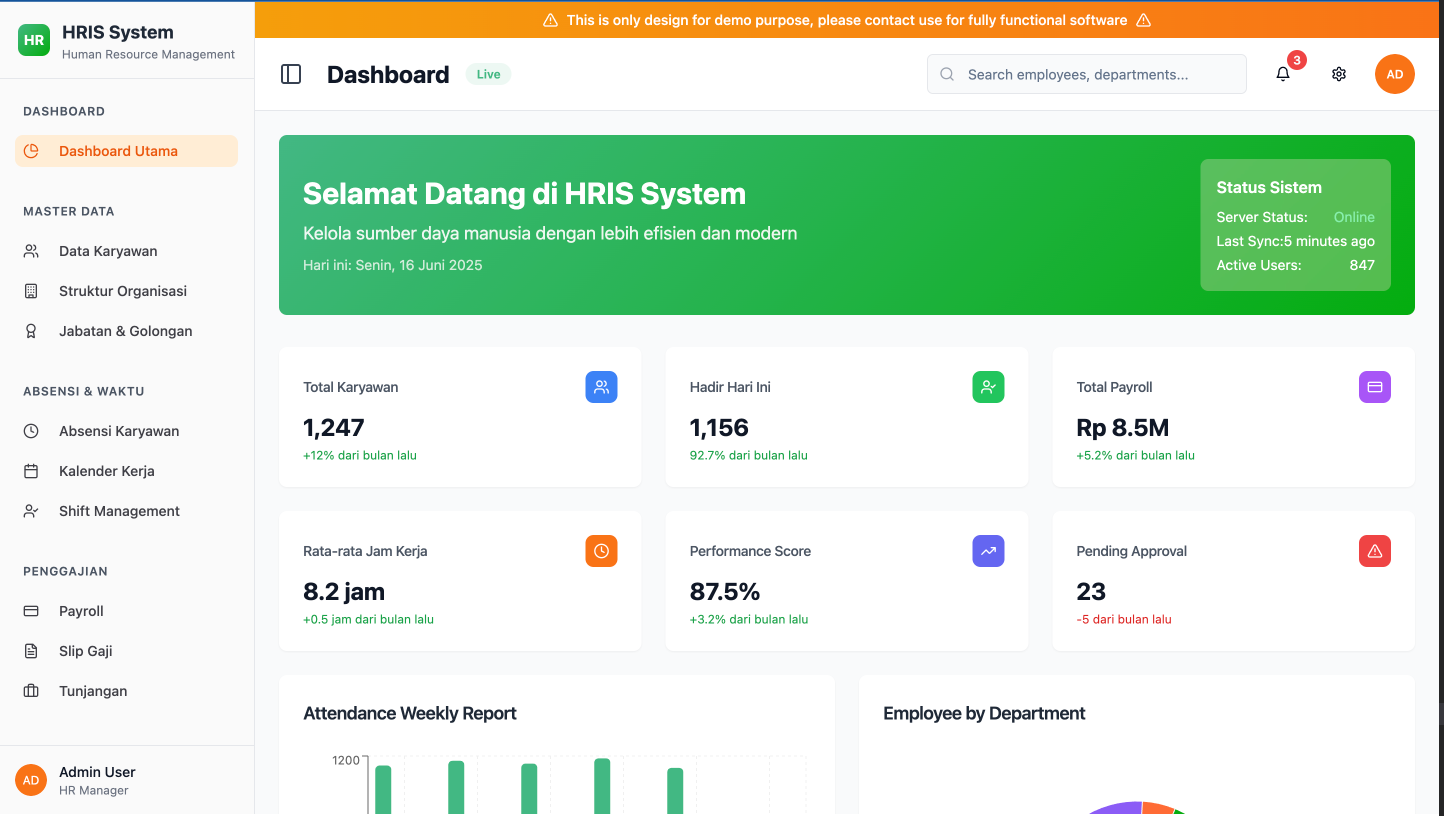 This is only design for demo purpose, please contact use for fully functional software
HR
HRIS System
Human Resource Management
DASHBOARD
Dashboard Utama
MASTER DATA
Data Karyawan
Struktur Organisasi
Jabatan & Golongan
ABSENSI & WAKTU
Absensi Karyawan
Kalender Kerja
Shift Management
PENGGAJIAN
Payroll
Slip Gaji
Tunjangan
AD
Admin User
HR Manager
Dashboard
Live
Search employees, departments...
3
AD
Selamat Datang di HRIS System
Kelola sumber daya manusia dengan lebih efisien dan modern
Hari ini: Senin, 16 Juni 2025
Status Sistem
Server Status: Online
Last Sync:5 minutes ago
Active Users: 847
Total Karyawan
1,247
+12% dari bulan lalu
Hadir Hari Ini
1,156
92.7% dari bulan lalu
Total Payroll
Rp 8.5M
+5.2% dari bulan lalu
Rata-rata Jam Kerja
8.2 jam
+0.5 jam dari bulan lalu
Performance Score
87.5%
+3.2% dari bulan lalu
Pending Approval
23
-5 dari bulan lalu
Attendance Weekly Report
1200
Employee by Department